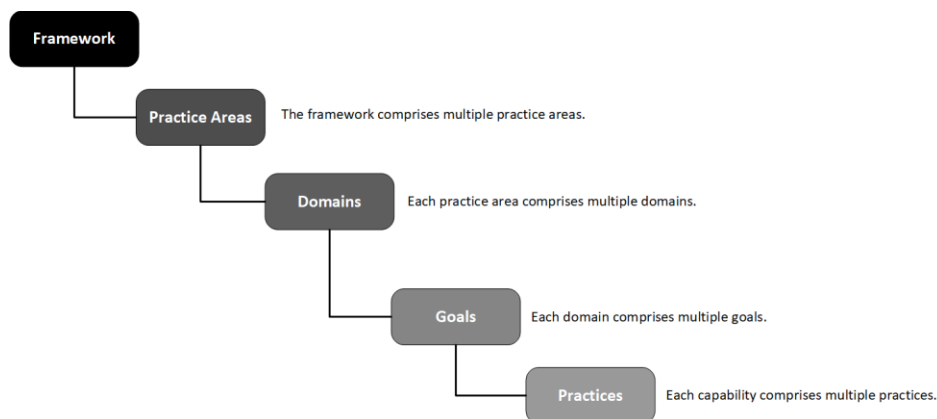 Framework
Practice Areas
The framework comprises multiple practice areas.
Domains
Each practice area comprises multiple domains.
Goals
Each domain comprises multiple goals.
Practices
Each capability comprises multiple practices.